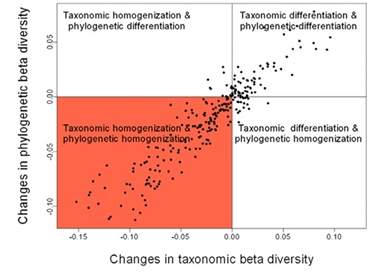 Taxonomic homogenization &
phylogenetic differentiation
Taxonomic differentiation &
phylogenetic differentiation
Taxonomic homogenization &
phylogenetic homogenization
Taxonomic differentiation &
phylogenetic homogenization
Changes in phylogenetic beta diversity
0.05
0.00
-0.05
-0.10
-0.15
-0.10
-0.05
0.00
0.05
0.10
Changes in taxonomic beta diversity